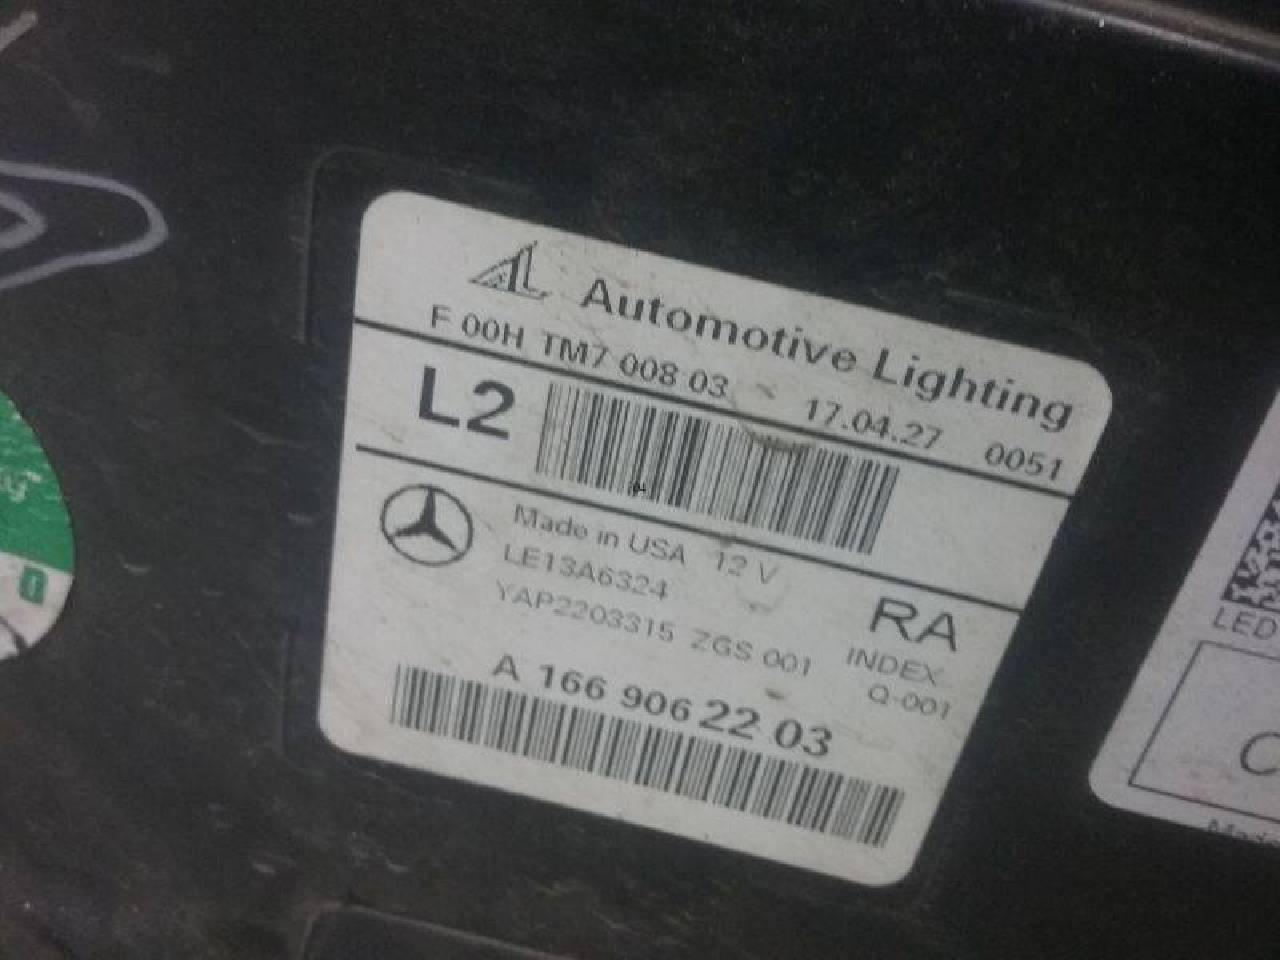 Automotive Lighting
F 00H TM7 008 03 17.04.27 0051
L2
Made in USA 12 V
LE13A6324
YAP2203315 ZGS 001
RA
INDEX
Q-001
A 166 906 22 03
LED